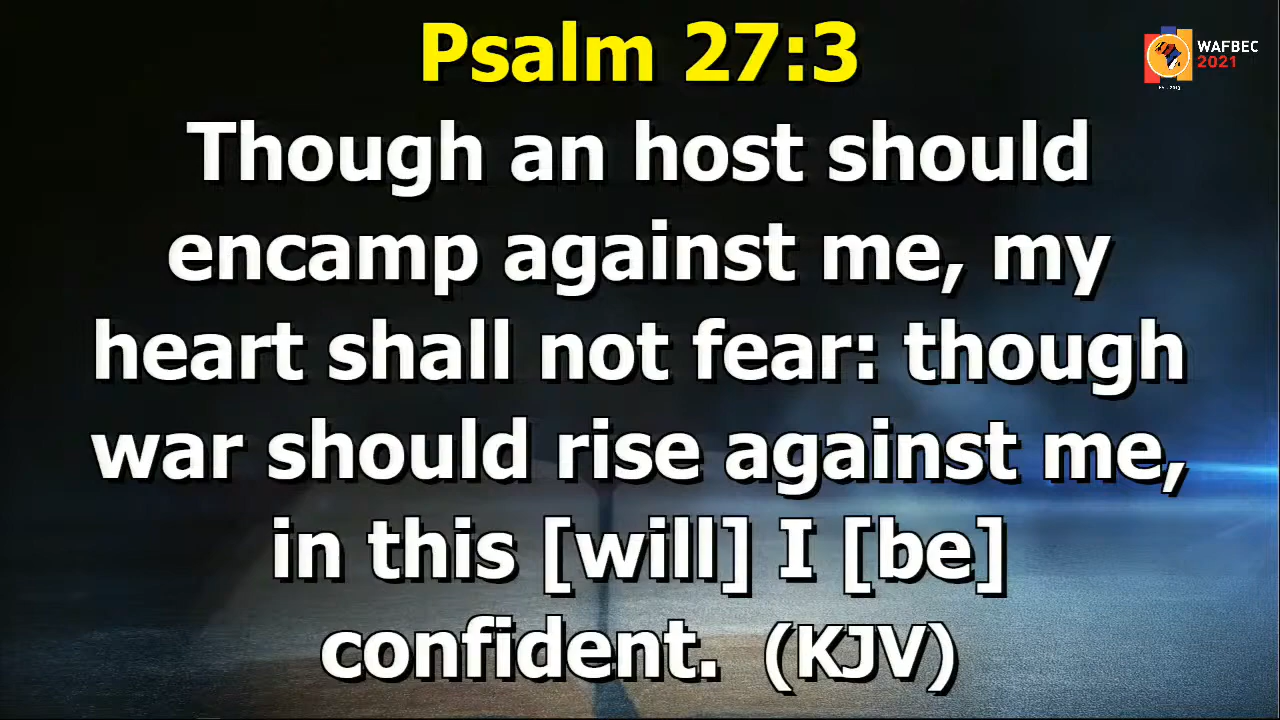 Psalm 27:3
WAFBEC
2021
Though an host should
encamp against me, my
heart shall not fear: though
war should rise against me,
in this [will] I [be]
confident. (KJV)